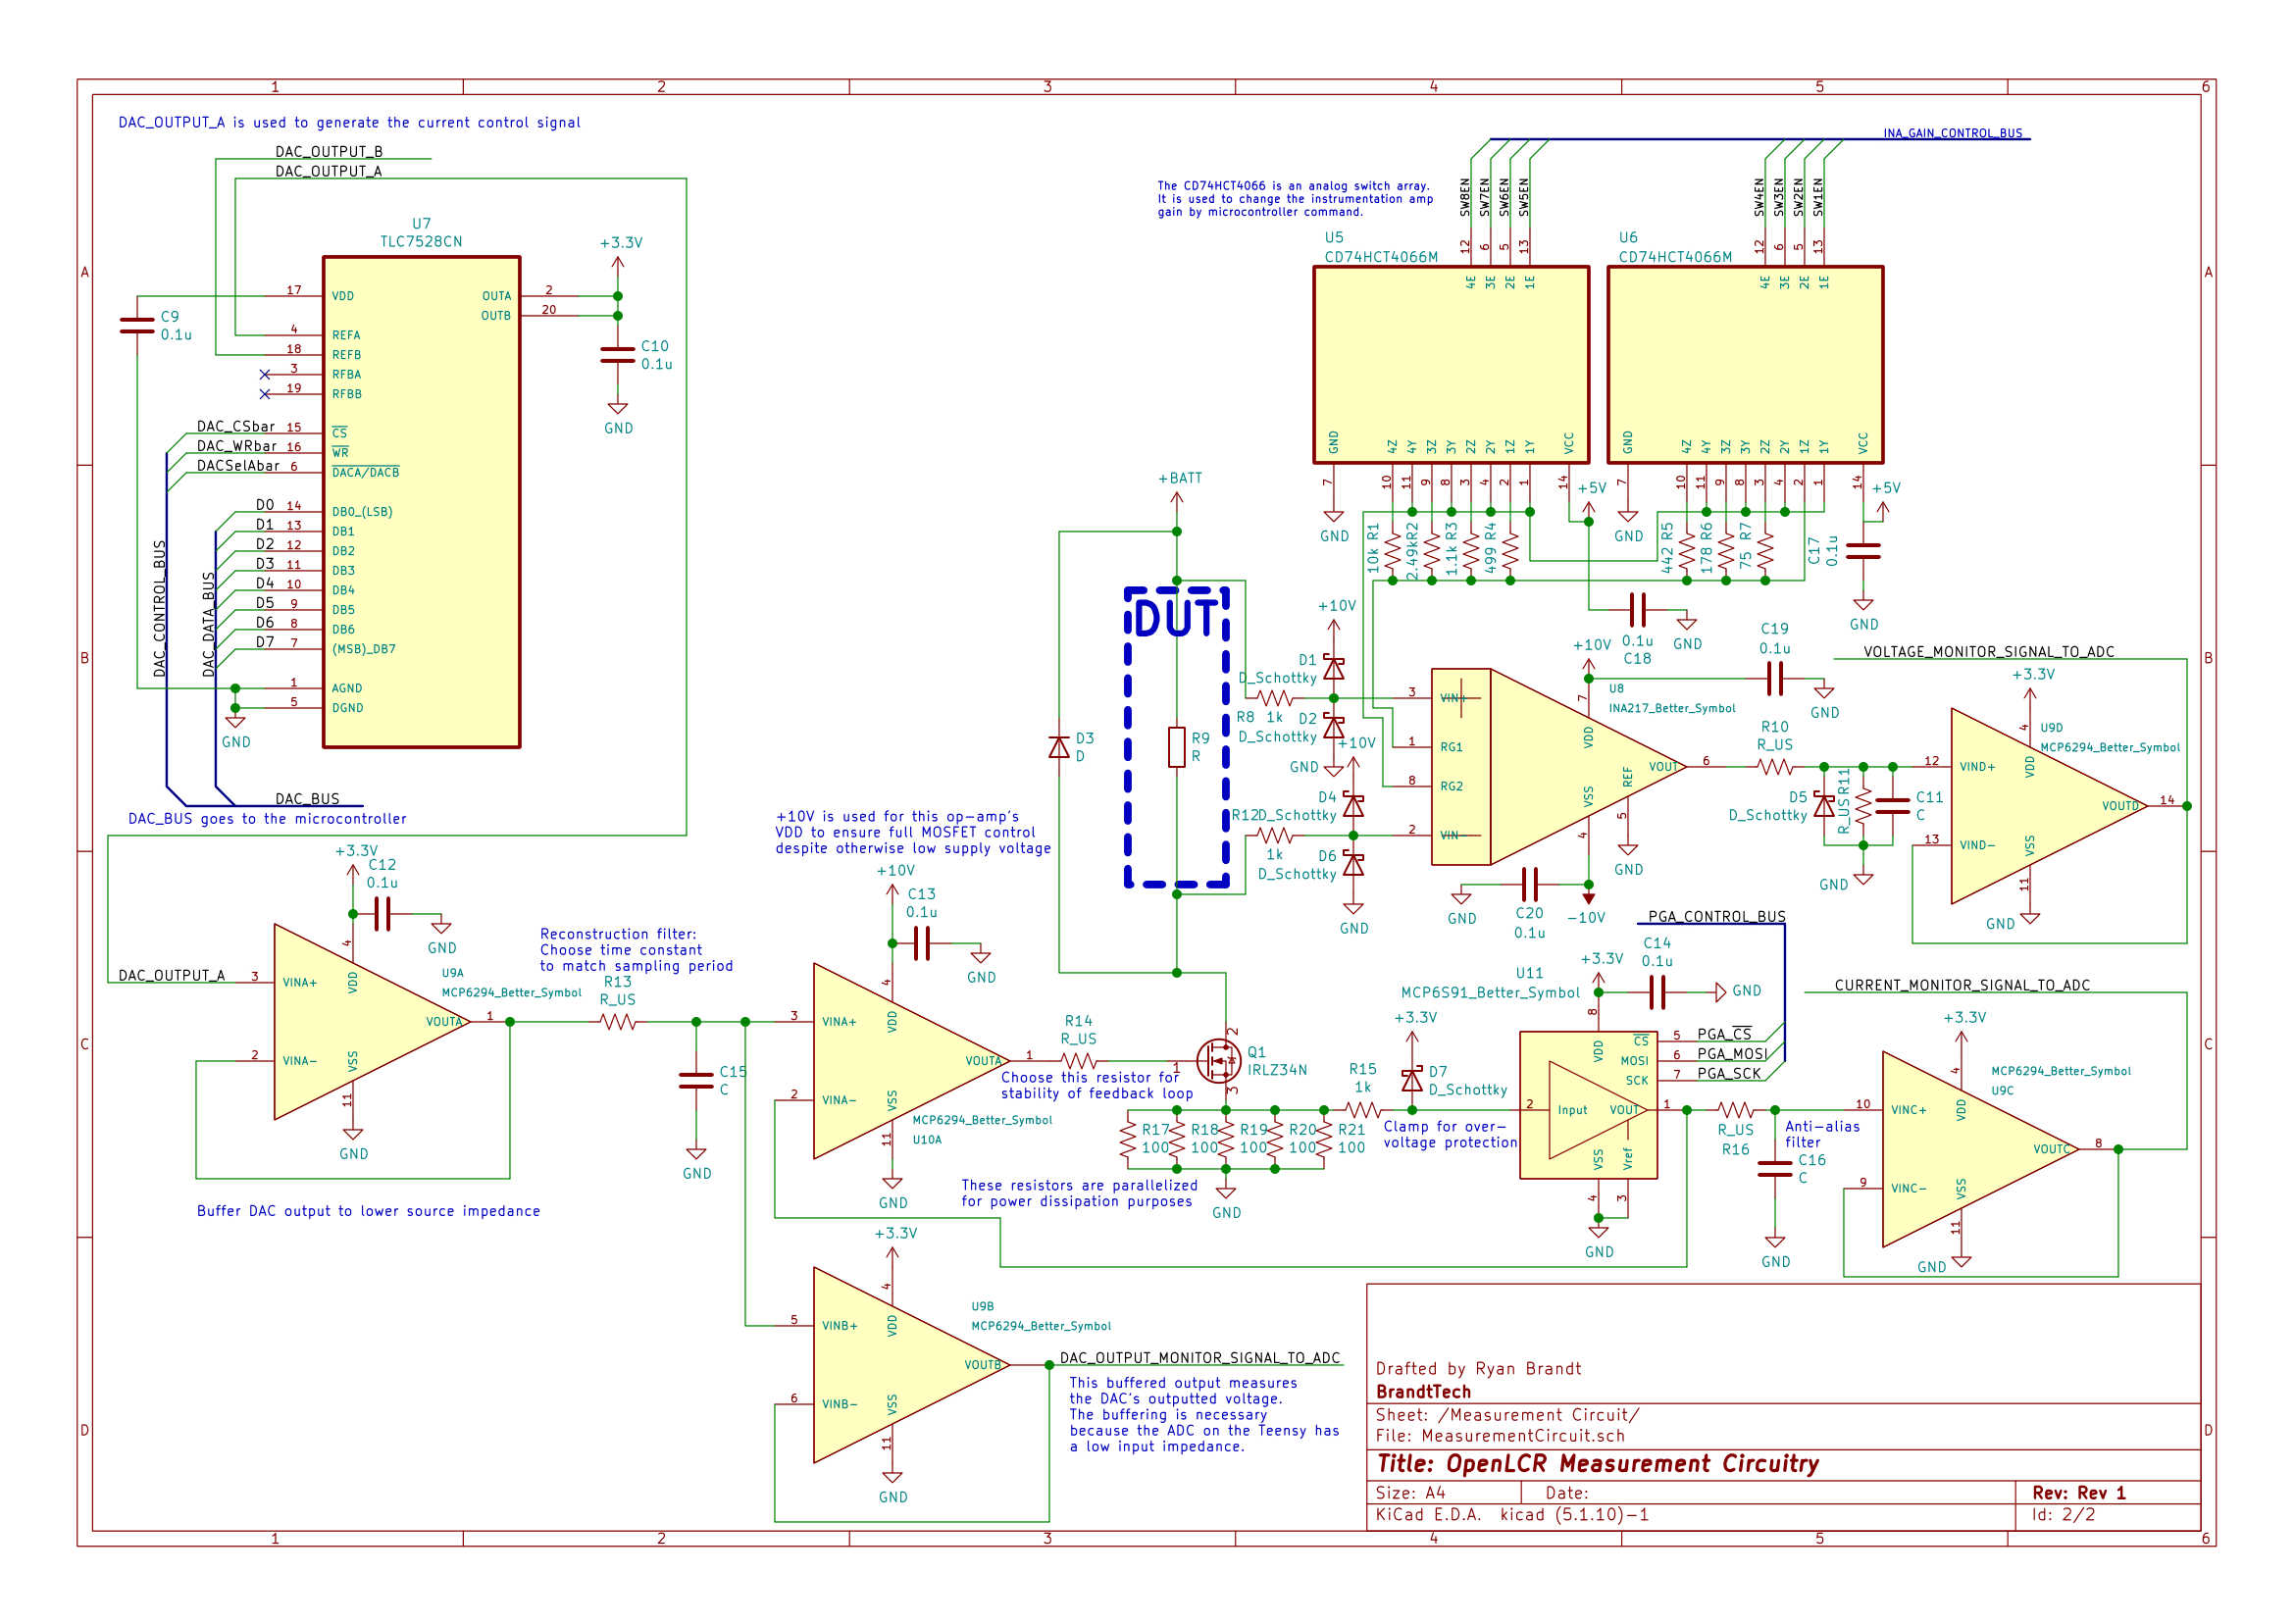 1 2 3 4 5 6
DAC_OUTPUT_A is used to generate the current control signal
DAC_OUTPUT_B
DAC_OUTPUT_A
U7
TLC7528CN
+3.3V
17 VDD
4 REFA
18 REFB
3 RFBA
19 RFBB
15 CS
16 WR
6 DACA/DACB
14 DB0_(LSB)
13 DB1
12 DB2
11 DB3
10 DB4
9 DB5
8 DB6
7 (MSB)_DB7
1 AGND
5 DGND
OUTA 2
OUTB 20
C9
0.1u
C10
0.1u
GND
DAC_CSbar
DAC_WRbar
DACSelAbar
D0
D1
D2
D3
D4
D5
D6
D7
DAC_CONTROL_BUS
DAC_DATA_BUS
GND
DAC_BUS
DAC_BUS goes to the microcontroller
The CD74HCT4066 is an analog switch array.
It is used to change the instrumentation amp
gain by microcontroller command.
INA_GAIN_CONTROL_BUS
SW8EN
SW7EN
SW6EN
SW5EN
SW4EN
SW3EN
SW2EN
SW1EN
U5
CD74HCT4066M
12 6 5 13
4E 3E 2E 1E
GND 4Z 4Y 3Z 3Y 2Z 2Y 1Z 1Y VCC
7 10 11 9 8 3 4 2 1 14
U6
CD74HCT4066M
12 6 5 13
4E 3E 2E 1E
GND 4Z 4Y 3Z 3Y 2Z 2Y 1Z 1Y VCC
7 10 11 9 8 3 4 2 1 14
A
B
C
D
A
B
C
D
GND
+5V
GND
+5V
10k R1
2.49k R2
1.1k R3
499 R4
442 R5
178 R6
75 R7
C17
0.1u
GND
0.1u
C18
GND
+BATT
DUT
D3
D
R9
R
+10V
D1
D_Schottky
R8 1k
D2
D_Schottky
GND
+10V
D4
D_Schottky
R12
1k
D6
D_Schottky
GND
+10V
U8
INA217_Better_Symbol
3 VIN+
1 RG1
8 RG2
2 VIN-
VDD 7
VOUT 6
REF 5
VSS 4
GND
-10V
C20
0.1u
GND
C19
0.1u
GND
R10
R_US
D5
D_Schottky
R_US R11
C11
C
GND
VOLTAGE_MONITOR_SIGNAL_TO_ADC
+3.3V
U9D
MCP6294_Better_Symbol
4 VDD
12 VIND+
13 VIND-
VOUTD 14
VSS 11
GND
+3.3V
C12
0.1u
GND
DAC_OUTPUT_A
3 VINA+
2 VINA-
4 VDD
VOUTA 1
VSS 11
U9A
MCP6294_Better_Symbol
GND
Buffer DAC output to lower source impedance
Reconstruction filter:
Choose time constant
to match sampling period
R13
R_US
C15
C
GND
+10V is used for this op-amp's
VDD to ensure full MOSFET control
despite otherwise low supply voltage
+10V
C13
0.1u
GND
3 VINA+
2 VINA-
4 VDD
VOUTA 1
VSS 11
MCP6294_Better_Symbol
U10A
GND
R14
R_US
Choose this resistor for
stability of feedback loop
Q1
IRLZ34N
1
2
3
R17
100
R18
100
R19
100
R20
100
R21
100
GND
These resistors are parallelized
for power dissipation purposes
R15
1k
+3.3V
D7
D_Schottky
Clamp for over-
voltage protection
U11
MCP6S91_Better_Symbol
+3.3V
C14
0.1u
GND
8 VDD
2 Input
VOUT 1
CS 5
MOSI 6
SCK 7
VSS 4
Vref 3
GND
PGA_CONTROL_BUS
PGA_CS
PGA_MOSI
PGA_SCK
R_US
R16
Anti-alias
filter
C16
C
GND
CURRENT_MONITOR_SIGNAL_TO_ADC
+3.3V
MCP6294_Better_Symbol
U9C
4 VDD
10 VINC+
9 VINC-
VOUTC 8
VSS 11
GND
+3.3V
U9B
MCP6294_Better_Symbol
4 VDD
5 VINB+
6 VINB-
VOUTB
VSS 11
GND
DAC_OUTPUT_MONITOR_SIGNAL_TO_ADC
This buffered output measures
the DAC's outputted voltage.
The buffering is necessary
because the ADC on the Teensy has
a low input impedance.
Drafted by Ryan Brandt
BrandtTech
Sheet: /Measurement Circuit/
File: MeasurementCircuit.sch
Title: OpenLCR Measurement Circuitry
Size: A4 Date: Rev: Rev 1
KiCad E.D.A. kicad (5.1.10)-1 Id: 2/2
1 2 3 4 5 6